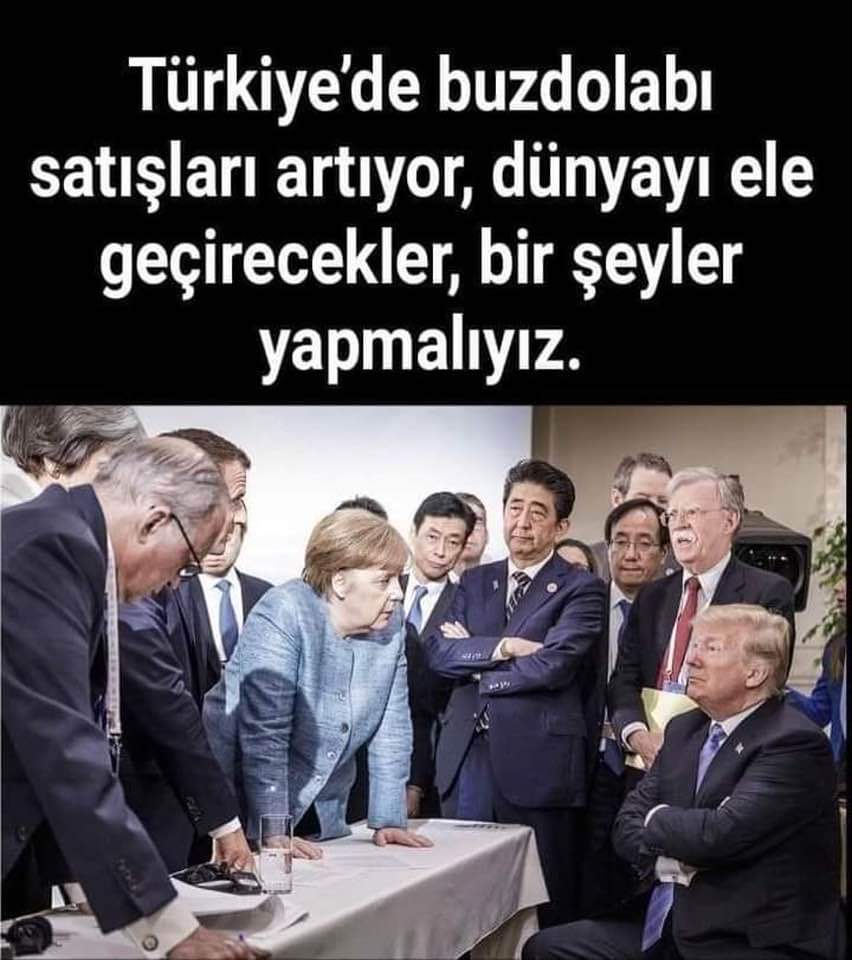 Türkiye'de buzdolabı
satışları artıyor, dünyayı ele
geçirecekler, bir şeyler
yapmalıyız.